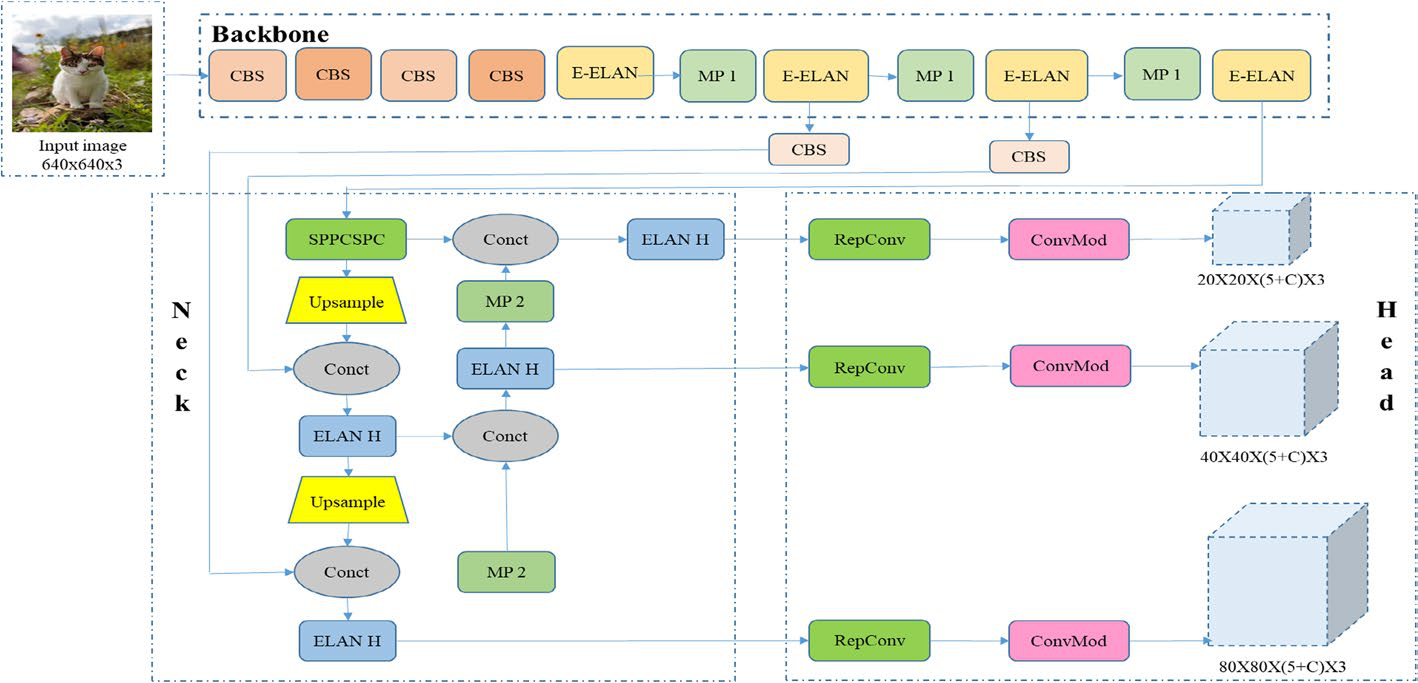 Backbone
CBS
CBS
CBS
CBS
E-ELAN
MP 1
E-ELAN
MP 1
E-ELAN
MP 1
E-ELAN
Input image
640x640x3
CBS
CBS
Neck
SPPCSPC
Conct
ELAN H
RepConv
ConvMod
20X20X(5+C)X3
Upsample
MP 2
Head
Conct
ELAN H
RepConv
ConvMod
40X40X(5+C)X3
ELAN H
Conct
Upsample
Conct
MP 2
ELAN H
RepConv
ConvMod
80X80X(5+C)X3